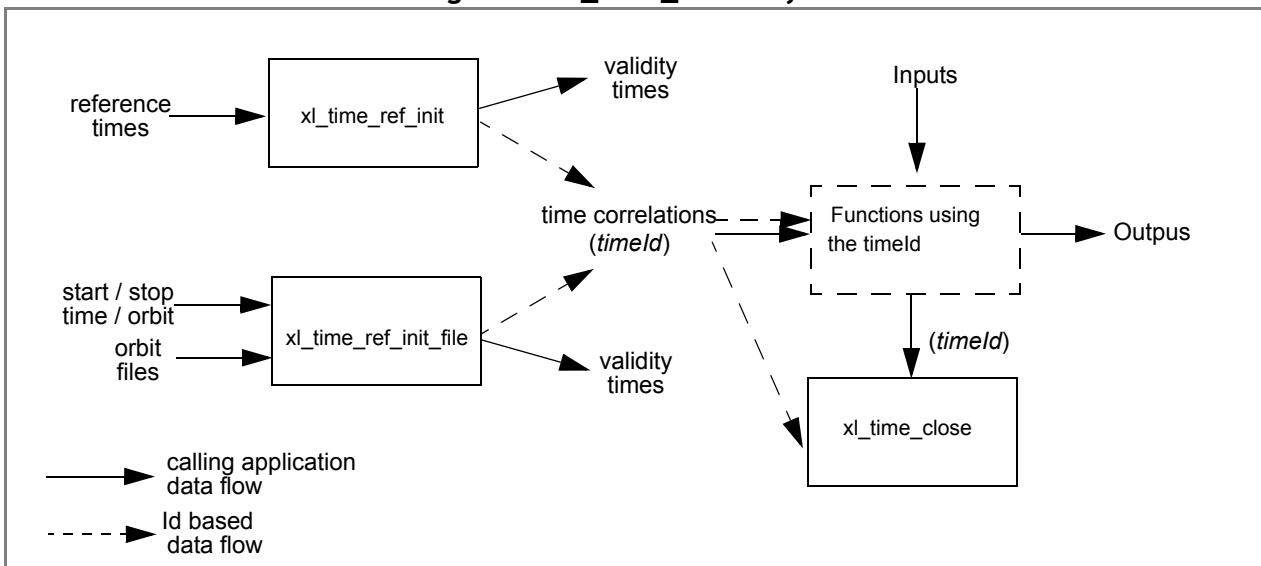 reference
times
xl_time_ref_init
validity
times
Inputs
time correlations
(timeId)
Functions using
the timeId
Outpus
start / stop
time / orbit
orbit
files
xl_time_ref_init_file
validity
times
(timeId)
xl_time_close
calling application
data flow
Id based
data flow